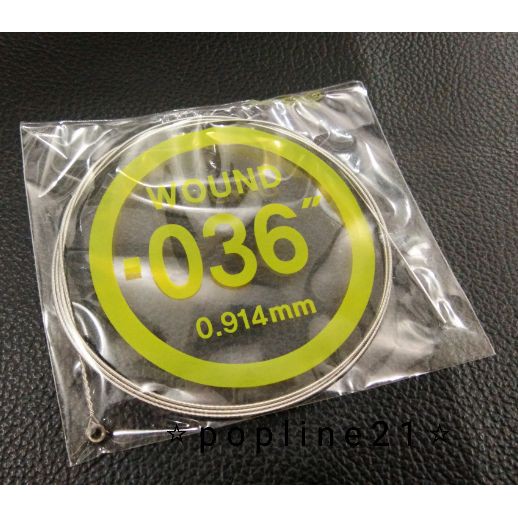 WOUND
.036"
0.914mm
☆popline21☆